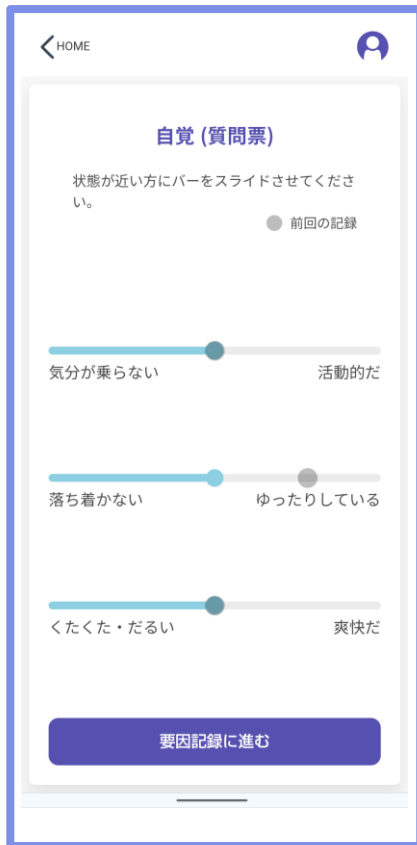 HOME
自覚 (質問票)
状態が近い方にバーをスライドさせてくださ
い。
前回の記録
気分が乗らない 活動的だ
落ち着かない ゆったりしている
くたくた・だるい 爽快だ
要因記録に進む